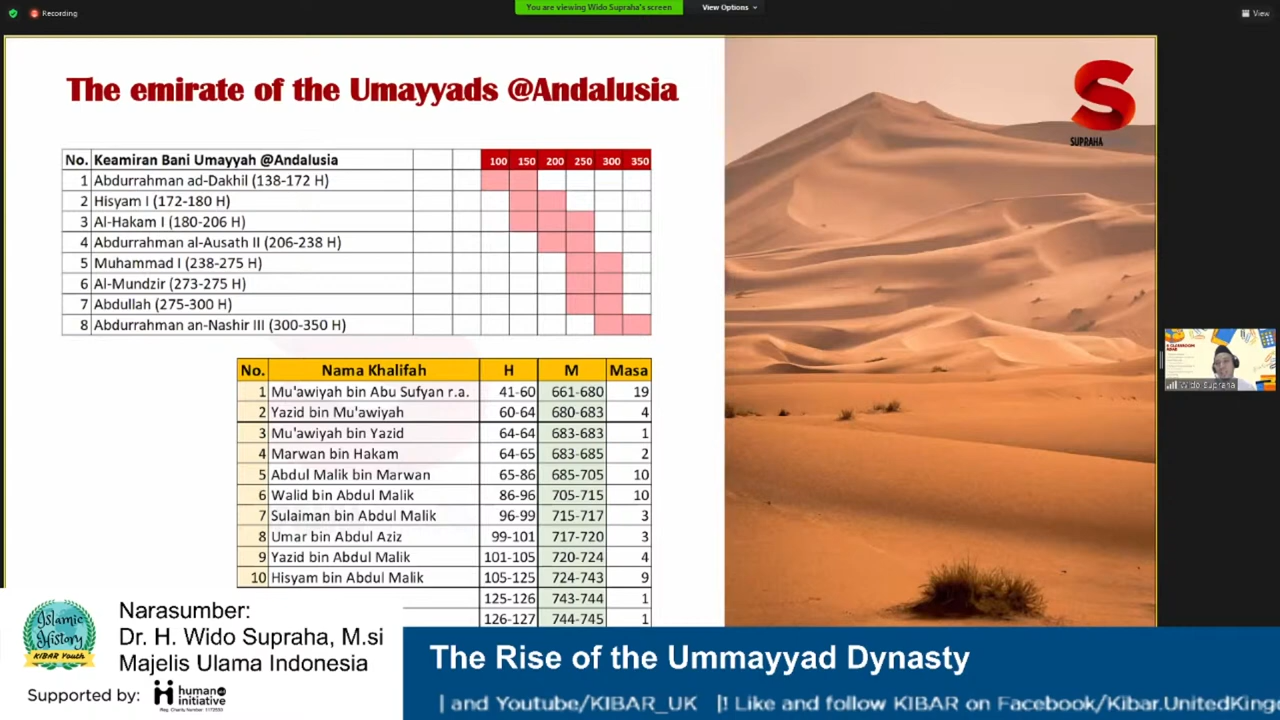 Recording
You are viewing Wido Supraha's screen
View Options
View
The emirate of the Umayyads @Andalusia
S
SUPRAHA
No. Keamiran Bani Umayyah @Andalusia 100 150 200 250 300 350
1 Abdurrahman ad-Dakhil (138-172 H)
2 Hisyam I (172-180 H)
3 Al-Hakam I (180-206 H)
4 Abdurrahman al-Ausath II (206-238 H)
5 Muhammad I (238-275 H)
6 Al-Mundzir (273-275 H)
7 Abdullah (275-300 H)
8 Abdurrahman an-Nashir III (300-350 H)
No. Nama Khalifah H M Masa
1 Mu'awiyah bin Abu Sufyan r.a. 41-60 661-680 19
2 Yazid bin Mu'awiyah 60-64 680-683 4
3 Mu'awiyah bin Yazid 64-64 683-683 1
4 Marwan bin Hakam 64-65 683-685 2
5 Abdul Malik bin Marwan 65-86 685-705 10
6 Walid bin Abdul Malik 86-96 705-715 10
7 Sulaiman bin Abdul Malik 96-99 715-717 3
8 Umar bin Abdul Aziz 99-101 717-720 3
9 Yazid bin Abdul Malik 101-105 720-724 4
10 Hisyam bin Abdul Malik 105-125 724-743 9
125-126 743-744 1
126-127 744-745 1
Wido Supraha
Islamic
History
KIBAR Youth
Narasumber:
Dr. H. Wido Supraha, M.si
Majelis Ulama Indonesia
Supported by:
human
initiative
The Rise of the Ummayyad Dynasty
| and Youtube/KIBAR_UK |! Like and follow KIBAR on Facebook/Kibar.UnitedKing